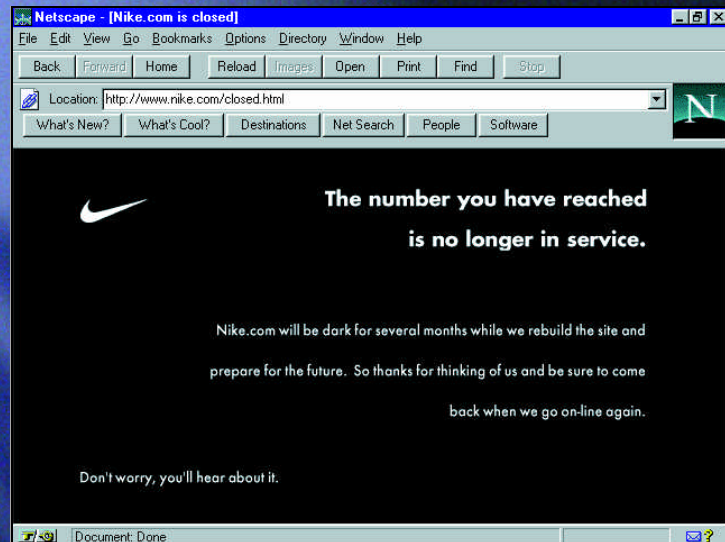 Netscape - [Nike.com is closed]
File Edit View Go Bookmarks Options Directory Window Help
Back Forward Home Reload Images Open Print Find Stop
Location: http://www.nike.com/closed.html
N
What's New? What's Cool? Destinations Net Search People Software
The number you have reached
is no longer in service.
Nike.com will be dark for several months while we rebuild the site and
prepare for the future. So thanks for thinking of us and be sure to come
back when we go on-line again.
Don't worry, you'll hear about it.
Document: Done
?